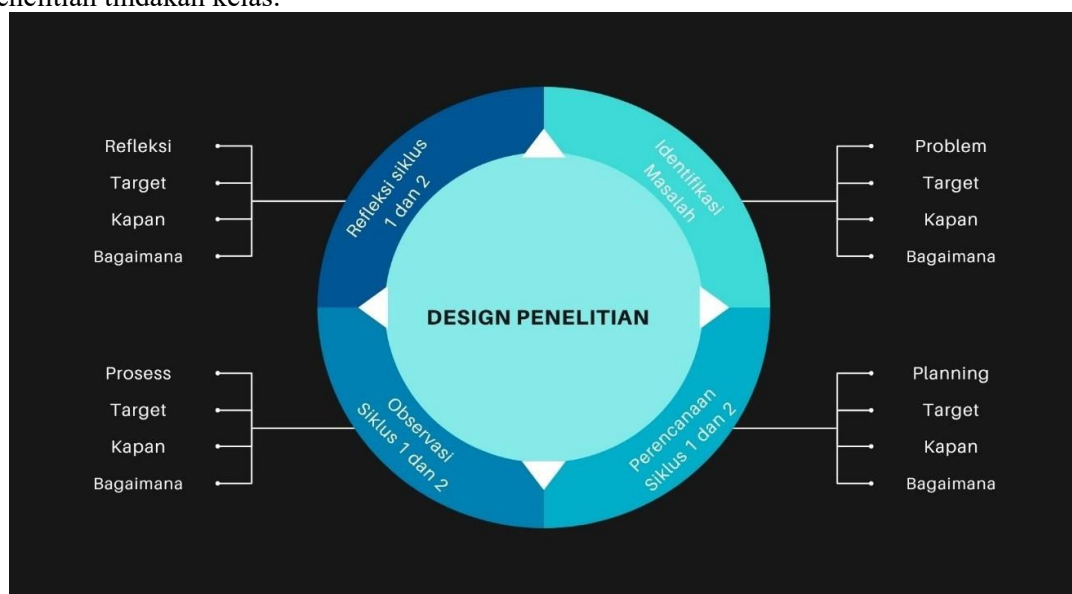 penelitian tindakan kelas.
Refleksi
Target
Kapan
Bagaimana
Refleksi siklus
1 dan 2
Identifikasi
Masalah
Problem
Target
Kapan
Bagaimana
DESIGN PENELITIAN
Prosess
Target
Kapan
Bagaimana
Observasi
Siklus 1 dan 2
Perencanaan
Siklus 1 dan 2
Planning
Target
Kapan
Bagaimana